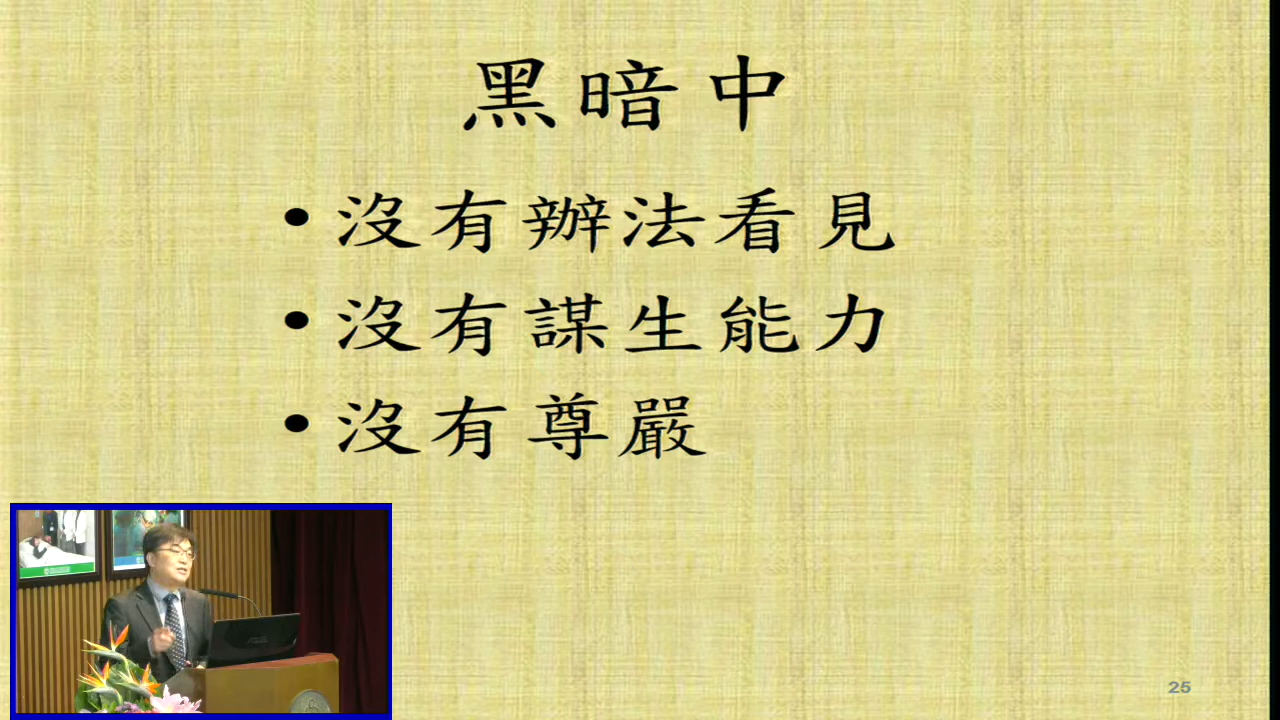 黑暗中
• 沒有辦法看見
• 沒有謀生能力
• 沒有尊嚴
25